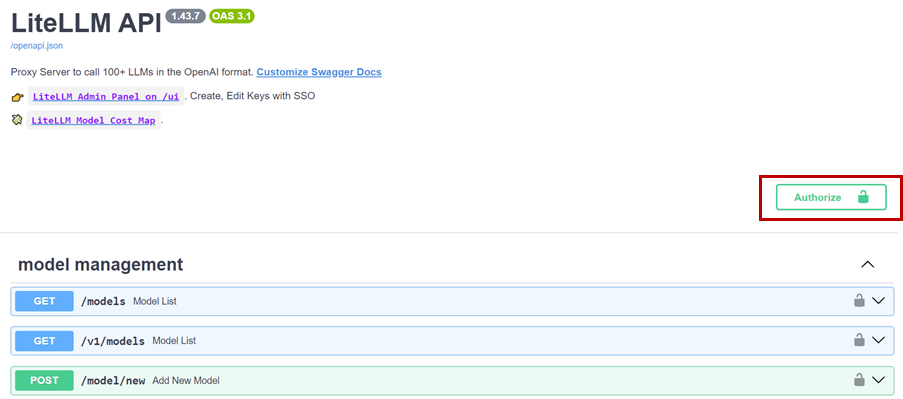 LiteLLM API 1.43.7 OAS 3.1
/openapi.json
Proxy Server to call 100+ LLMs in the OpenAI format. Customize Swagger Docs
LiteLLM Admin Panel on /ui . Create, Edit Keys with SSO
LiteLLM Model Cost Map .
Authorize
model management
GET /models Model List
GET /v1/models Model List
POST /model/new Add New Model